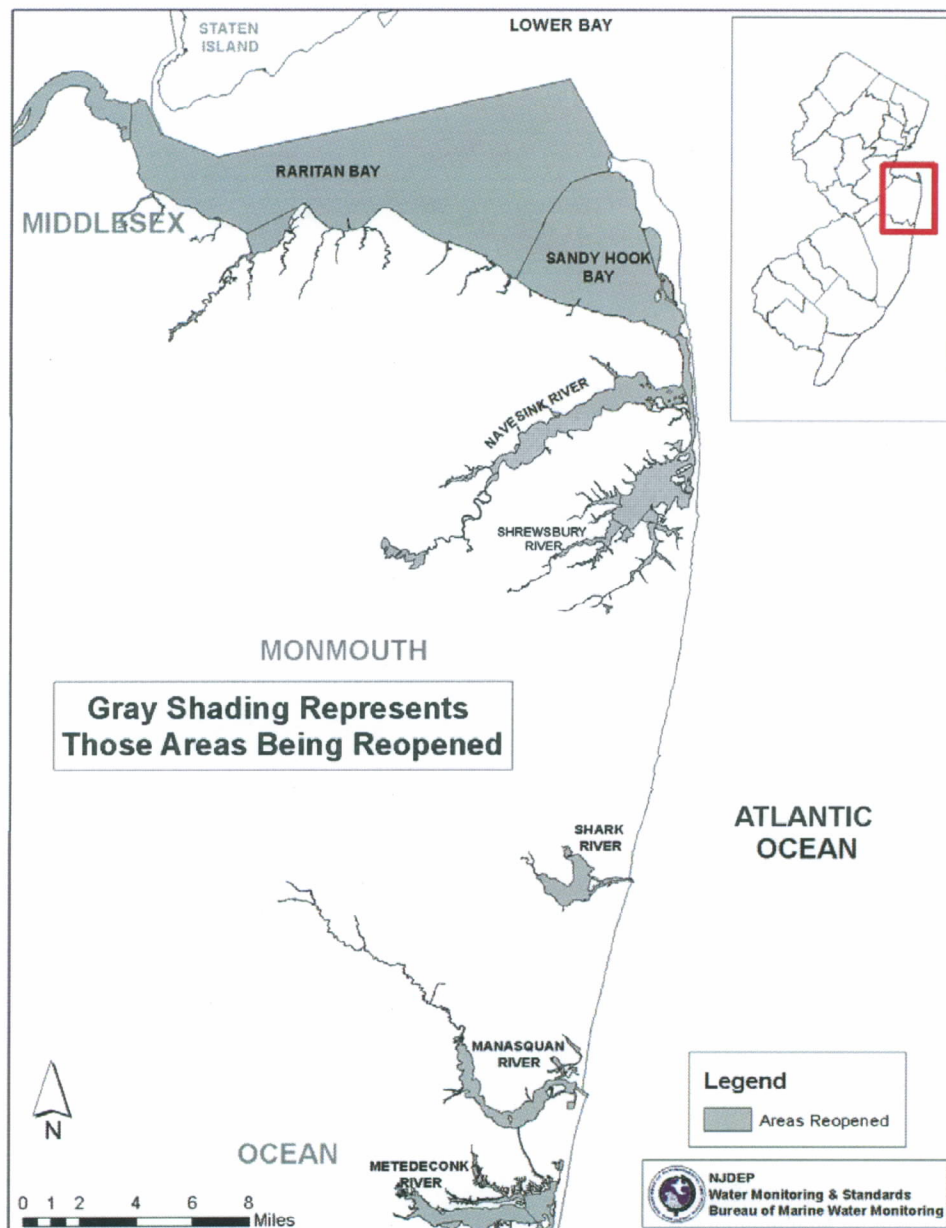 STATEN
ISLAND
LOWER BAY
RARITAN BAY
MIDDLESEX
SANDY HOOK
BAY
NAVESINK RIVER
SHREWSBURY
RIVER
MONMOUTH
Gray Shading Represents
Those Areas Being Reopened
ATLANTIC
OCEAN
SHARK
RIVER
MANASQUAN
RIVER
Legend
Areas Reopened
N
OCEAN
METEDECONK
RIVER
0 1 2 4 6 8
Miles
NJDEP
Water Monitoring & Standards
Bureau of Marine Water Monitoring